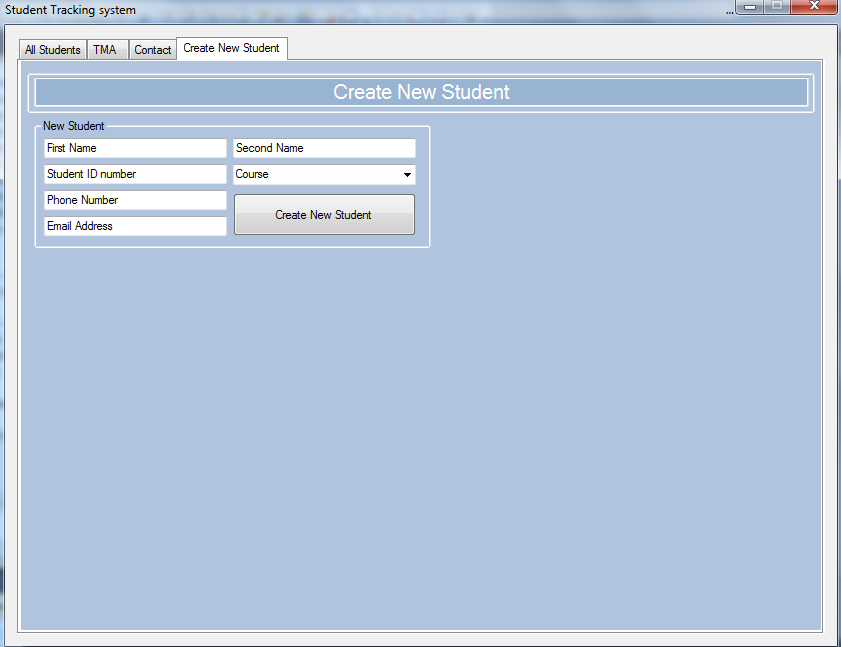 Student Tracking system
...
All Students TMA Contact Create New Student
Create New Student
New Student
First Name Second Name
Student ID number Course
Phone Number
Create New Student
Email Address